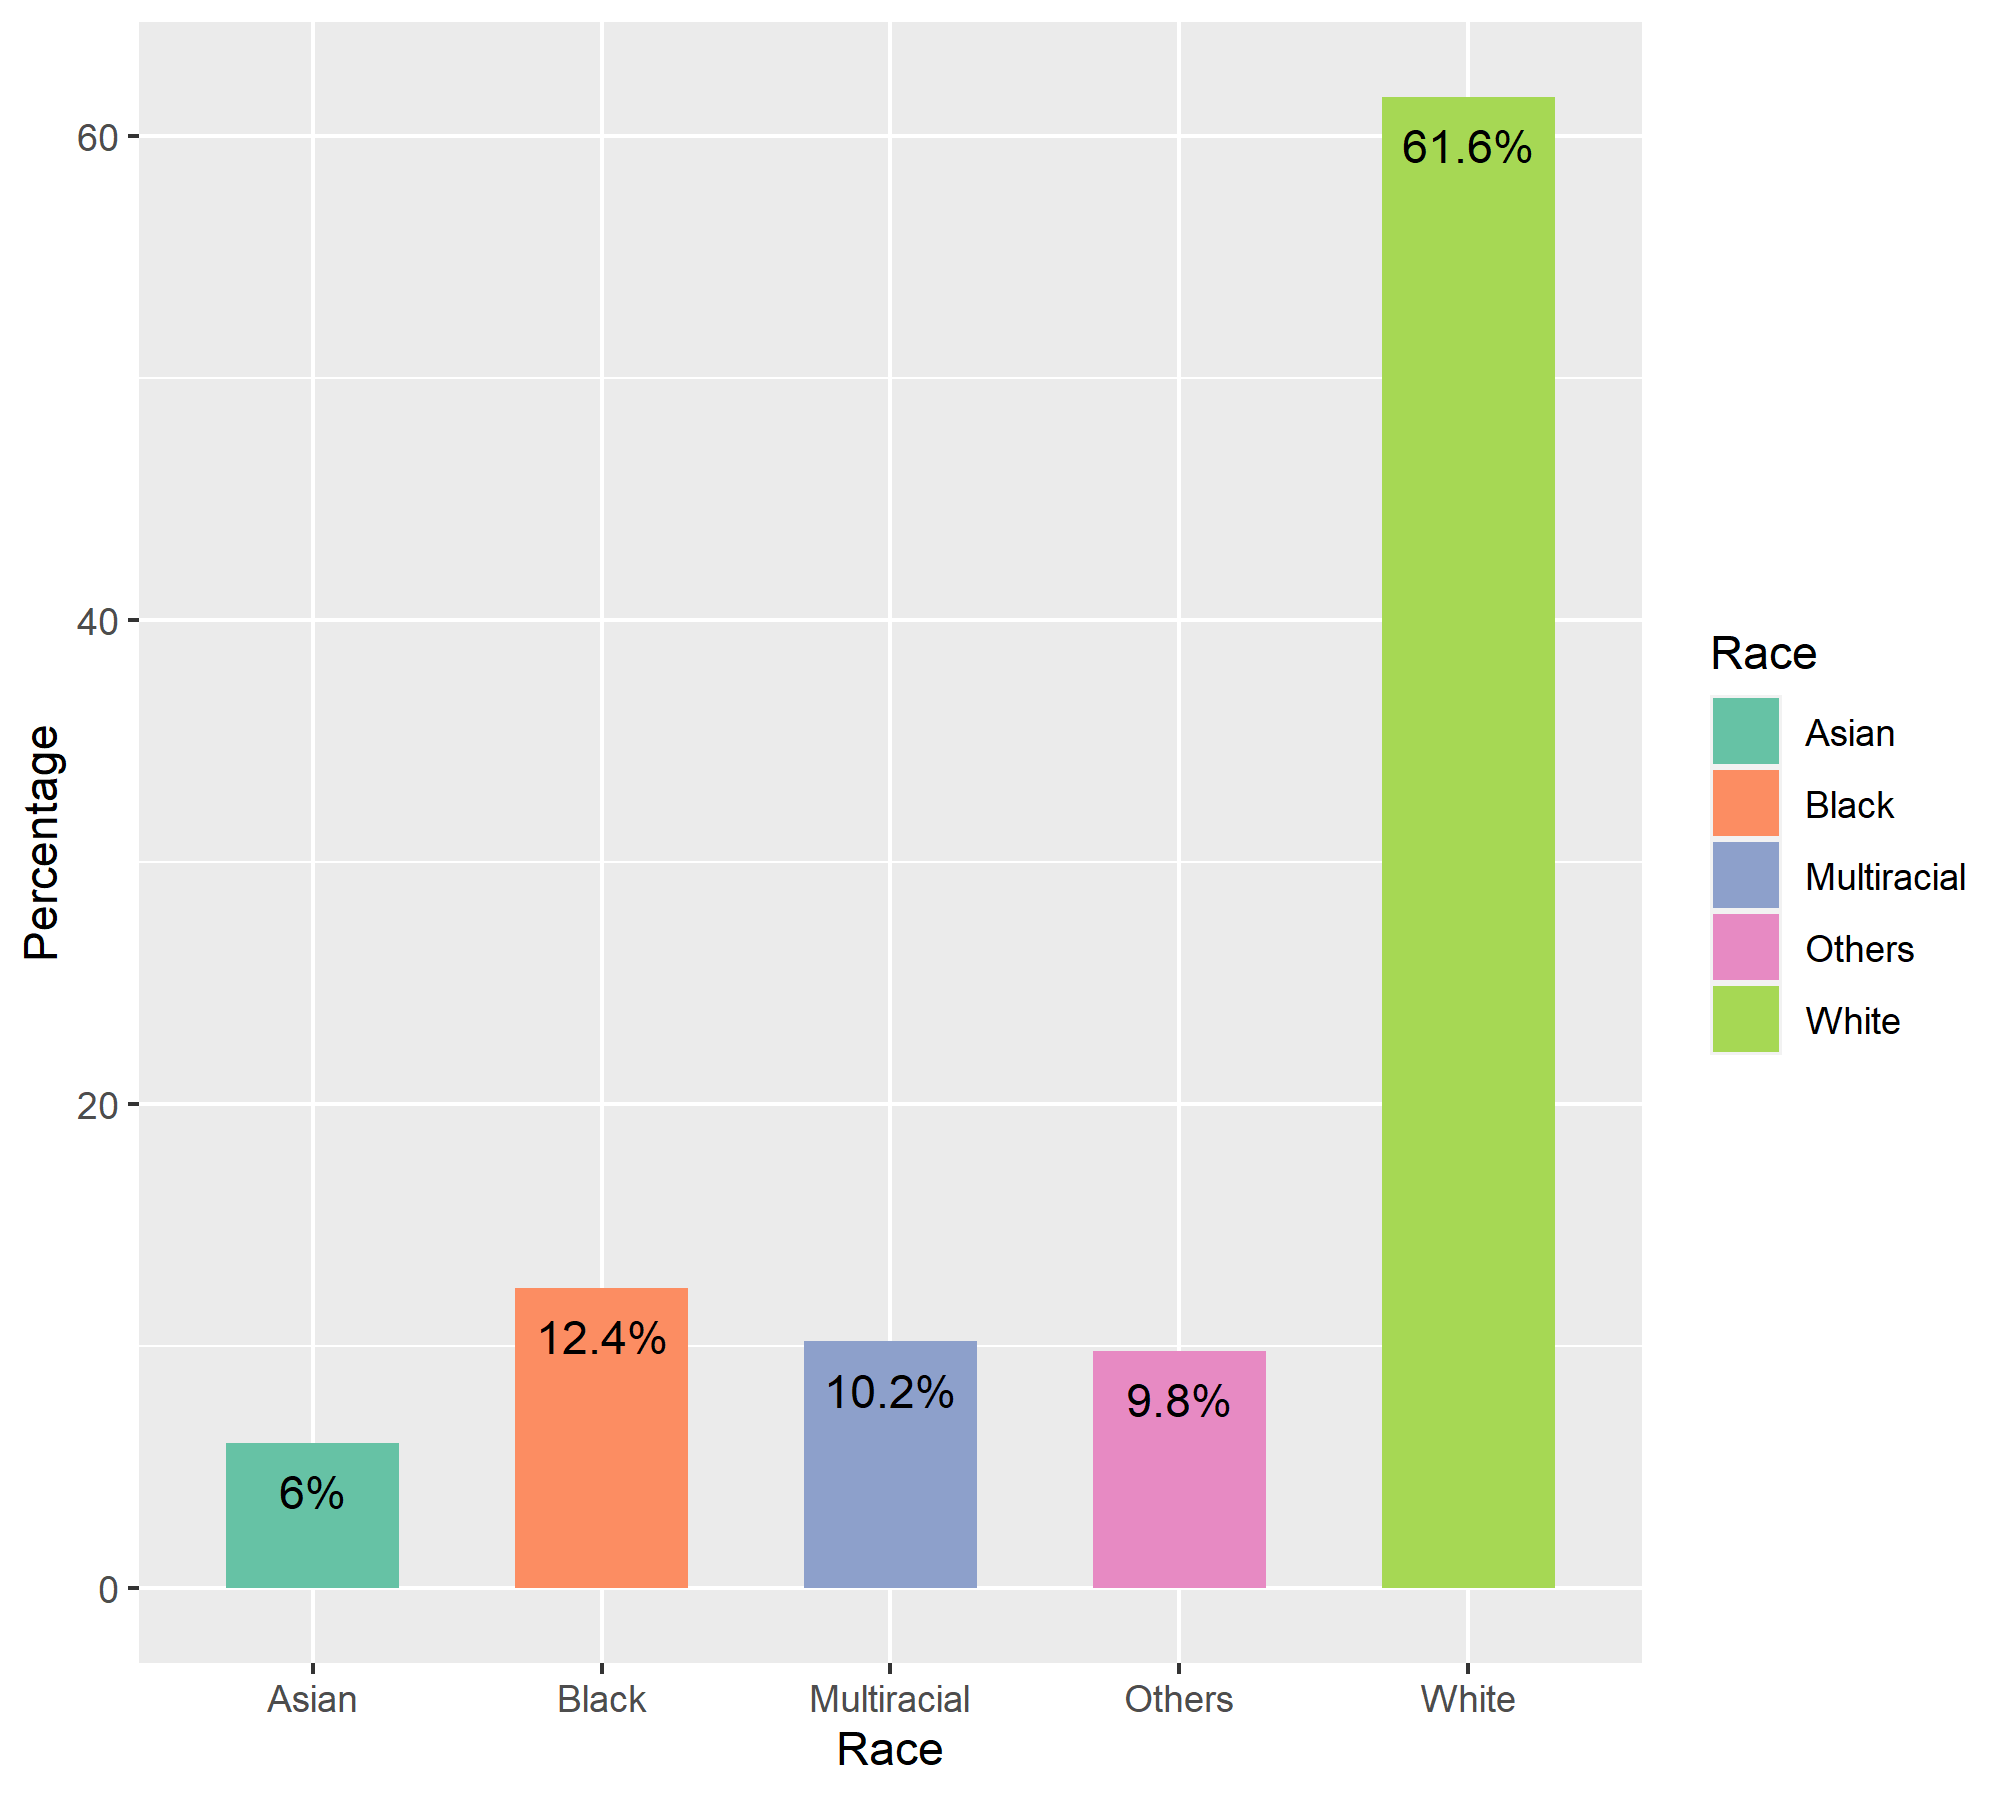 Percentage
60
40
20
0
61.6%
12.4%
10.2%
9.8%
6%
Asian
Black
Multiracial
Others
White
Race
Race
Asian
Black
Multiracial
Others
White